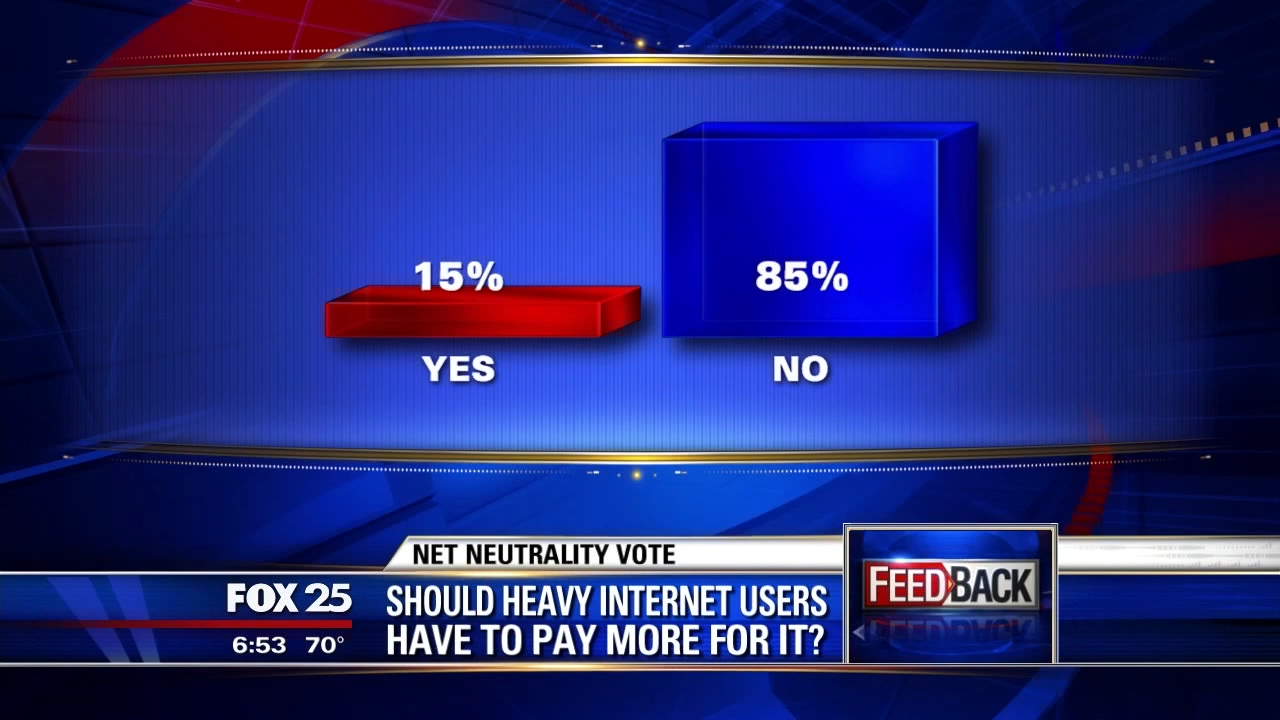 15%
85%
YES
NO
NET NEUTRALITY VOTE
FOX 25
SHOULD HEAVY INTERNET USERS
HAVE TO PAY MORE FOR IT?
6:53 70°
FEEDBACK